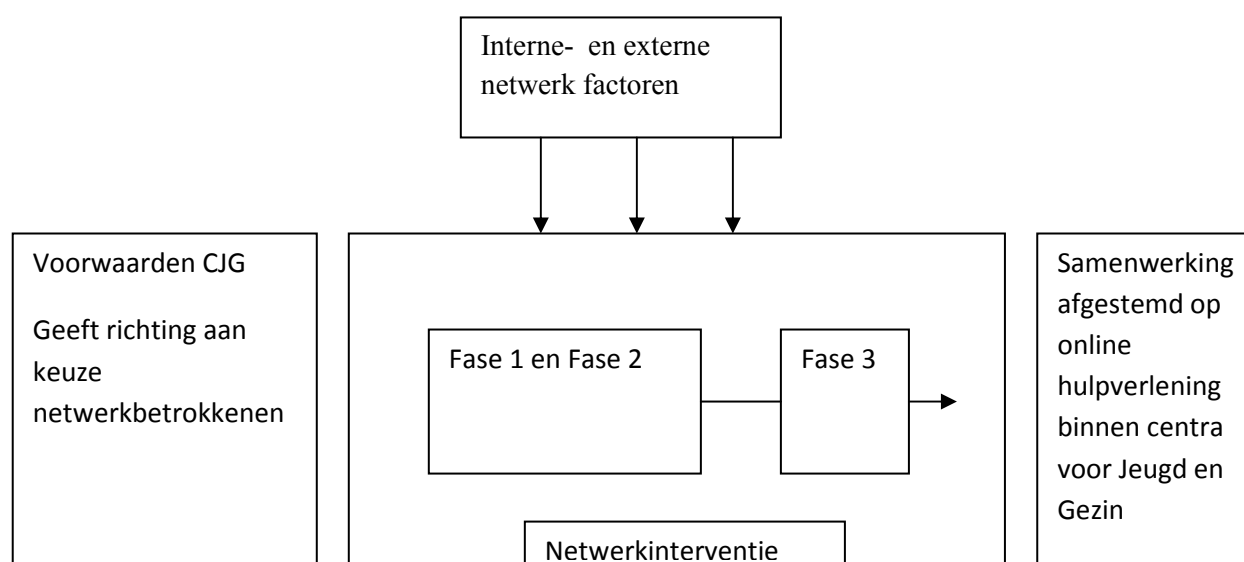 Interne- en externe
netwerk factoren
Voorwaarden CJG
Geeft richting aan
keuze
netwerkbetrokkenen
Fase 1 en Fase 2
Fase 3
Netwerkinterventie
Samenwerking
afgestemd op
online
hulpverlening
binnen centra
voor Jeugd en
Gezin